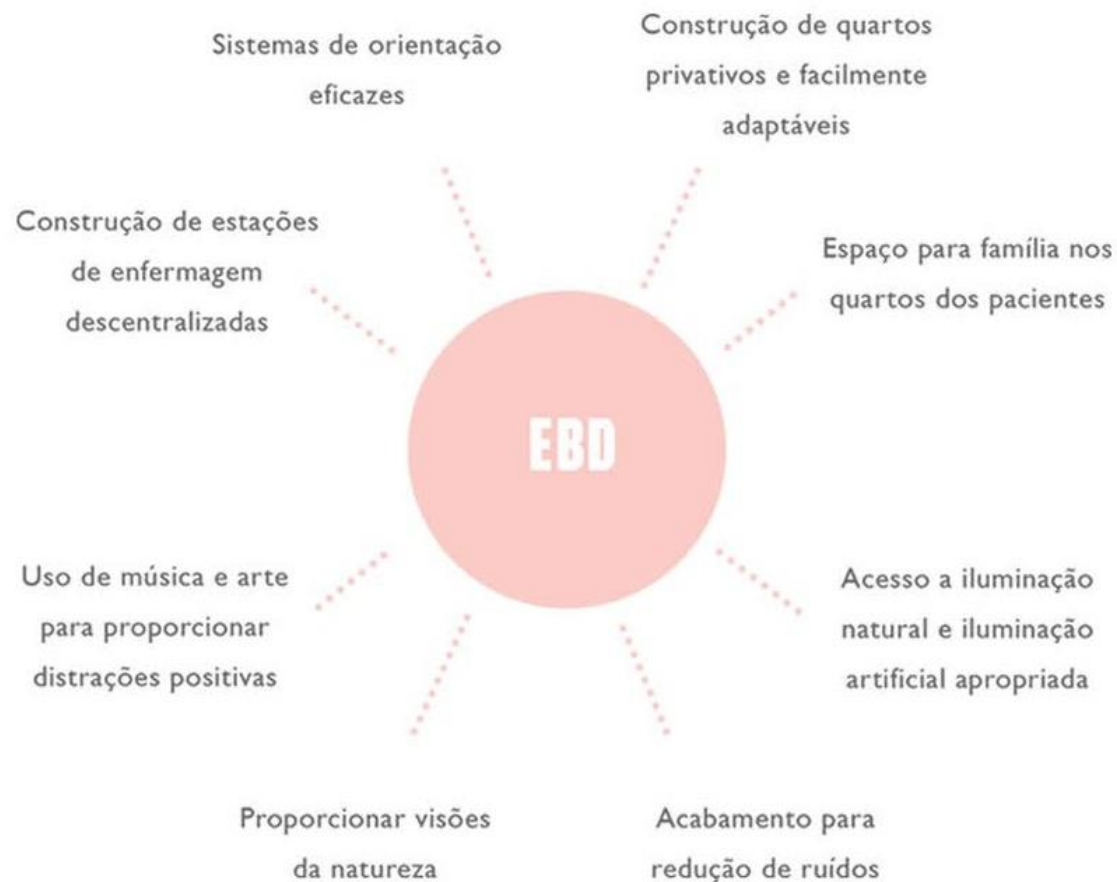 Sistemas de orientação
eficazes
Construção de quartos
privativos e facilmente
adaptáveis
Construção de estações
de enfermagem
descentralizadas
Espaço para família nos
quartos dos pacientes
EBD
Uso de música e arte
para proporcionar
distrações positivas
Acesso a iluminação
natural e iluminação
artificial apropriada
Proporcionar visões
da natureza
Acabamento para
redução de ruídos